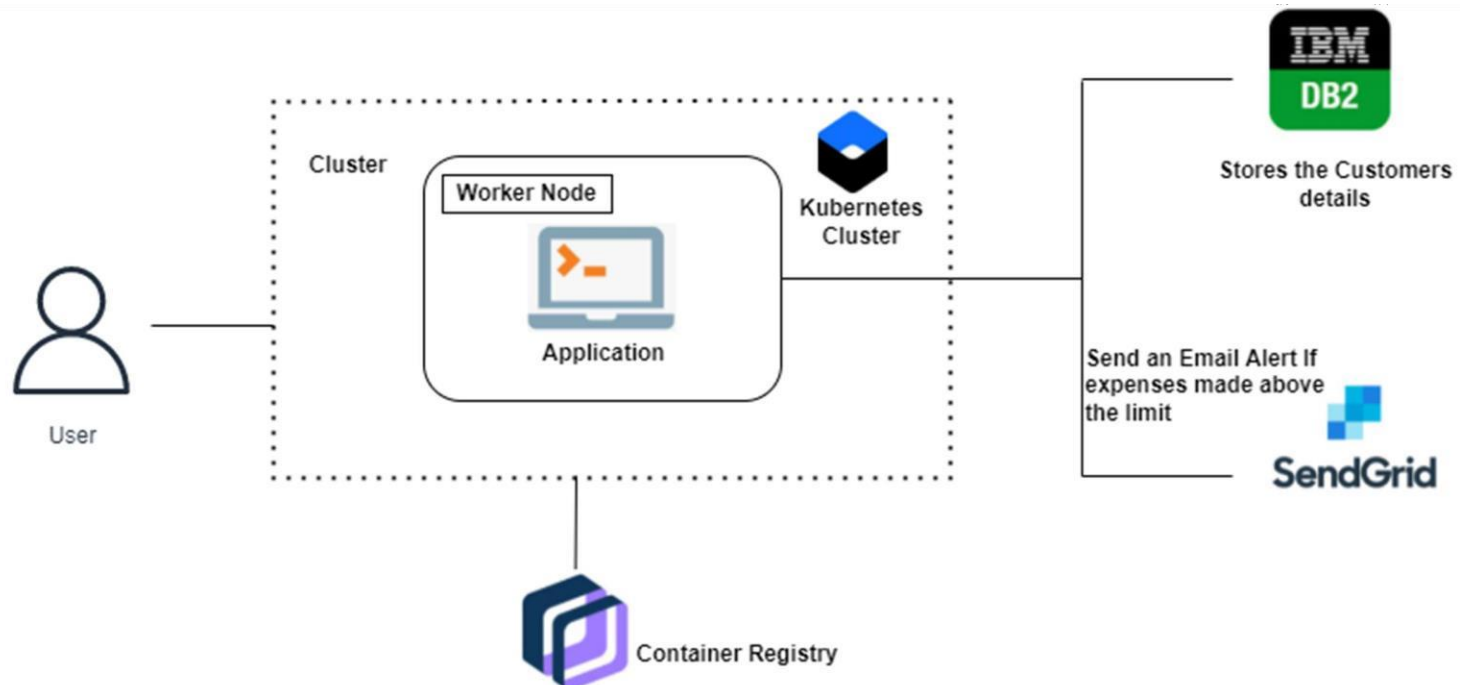 IBM
DB2
Stores the Customers
details
Cluster
Worker Node
Kubernetes
Cluster
Application
User
Send an Email Alert If
expenses made above
the limit
SendGrid
Container Registry